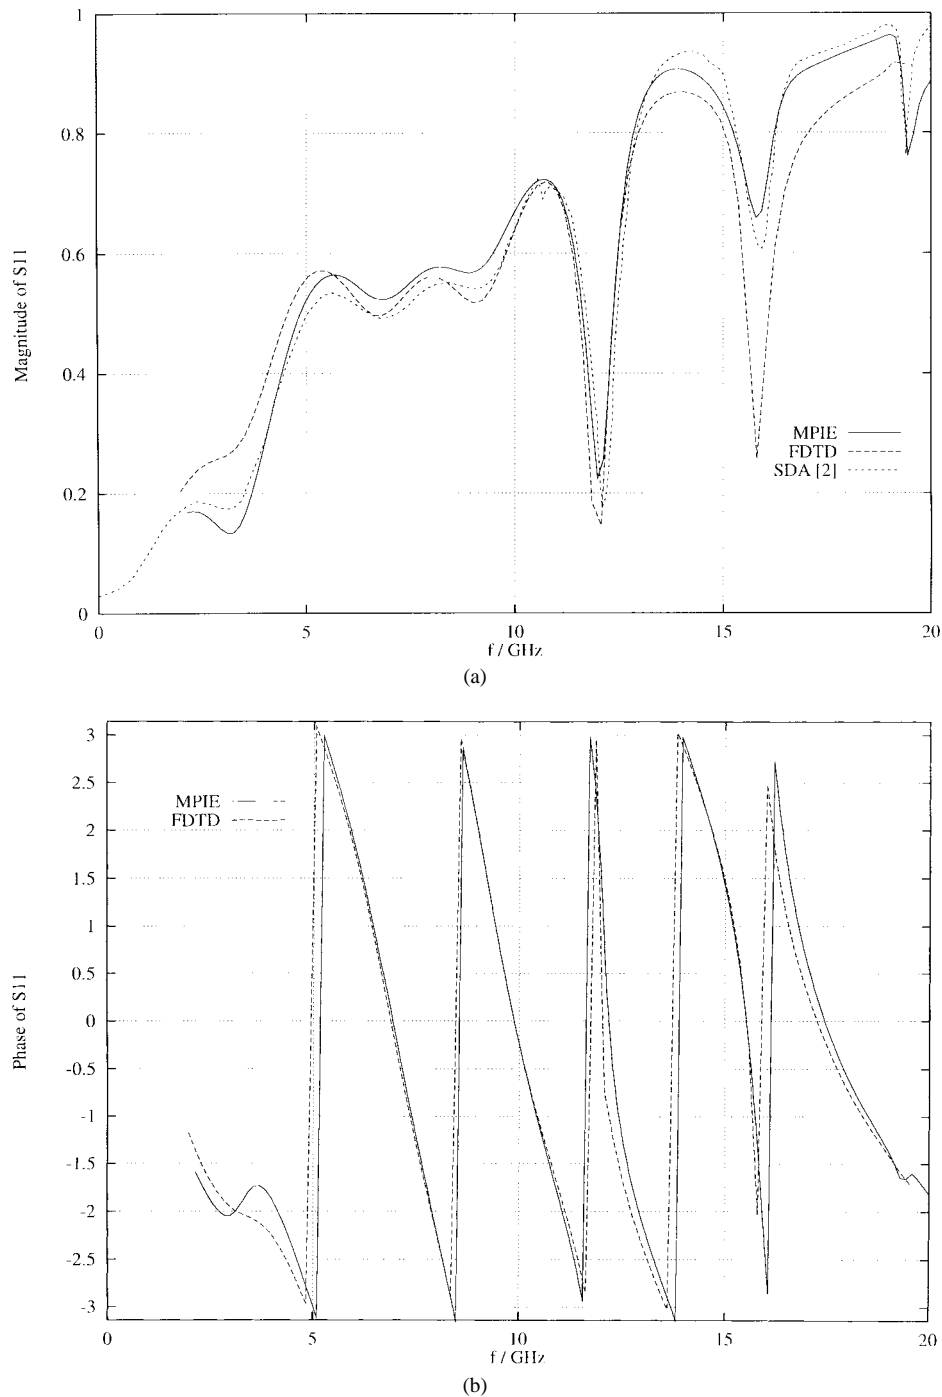 1
0.8
0.6
0.4
0.2
0
Magnitude of S11
MPIE
FDTD
SDA [2]
0 5 10 15 20
f / GHz
(a)
3
2.5
2
1.5
1
0.5
0
-0.5
-1
-1.5
-2
-2.5
-3
Phase of S11
MPIE
FDTD
0 5 10 15 20
f / GHz
(b)